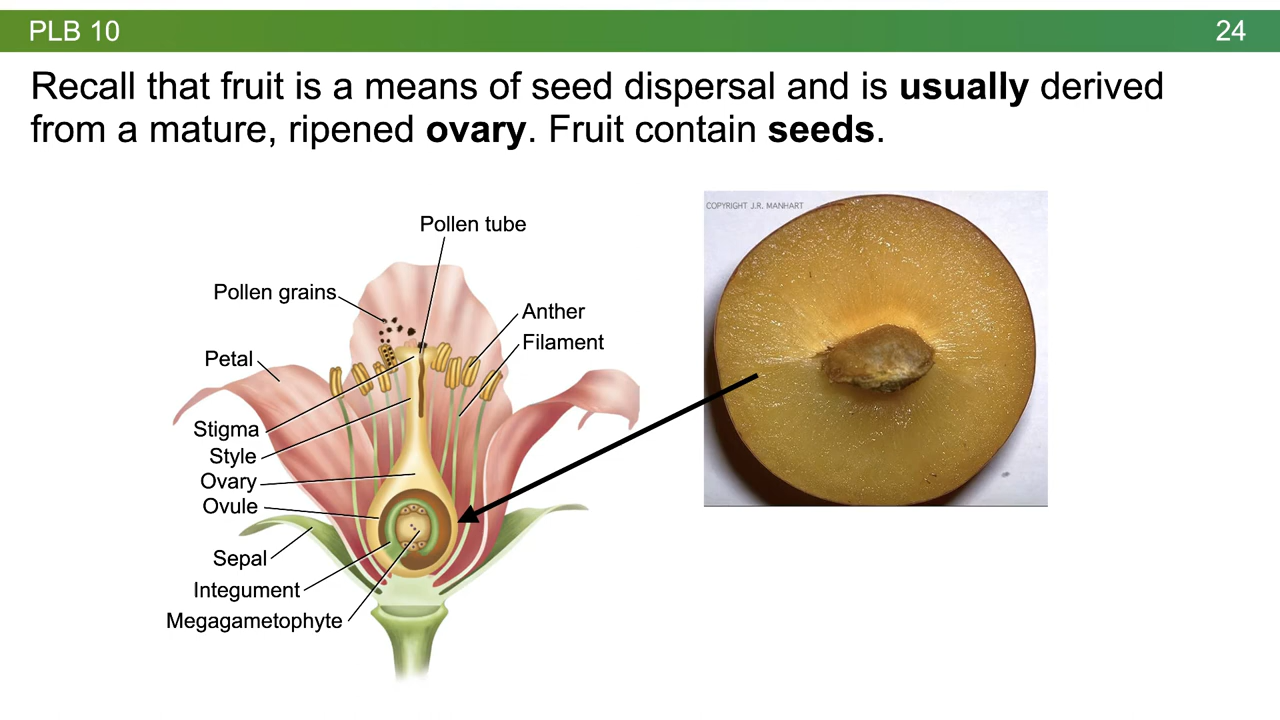 PLB 10
24
Recall that fruit is a means of seed dispersal and is usually derived
from a mature, ripened ovary. Fruit contain seeds.
COPYRIGHT J.R. MANHART
Pollen tube
Pollen grains
Anther
Filament
Petal
Stigma
Style
Ovary
Ovule
Sepal
Integument
Megagametophyte